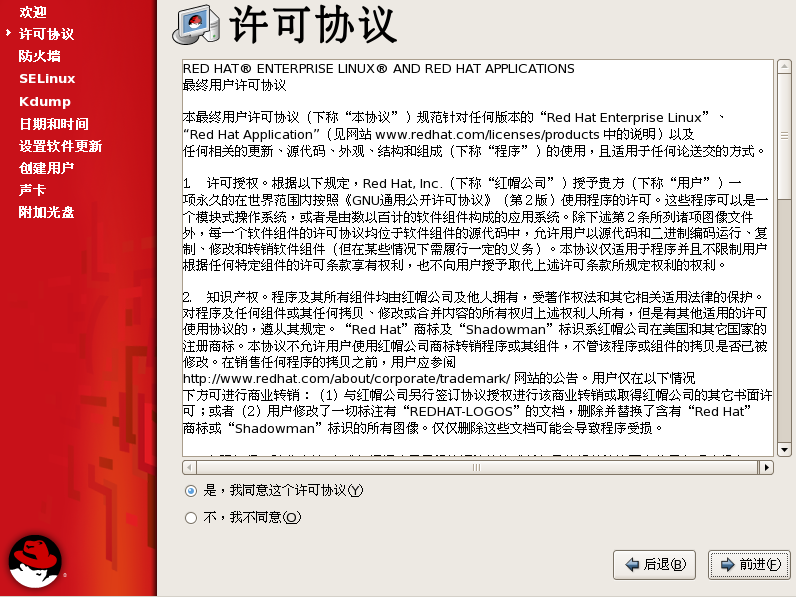 欢迎
许可协议
防火墙
SELinux
Kdump
日期和时间
设置软件更新
创建用户
声卡
附加光盘
许可协议
RED HAT® ENTERPRISE LINUX® AND RED HAT APPLICATIONS
最终用户许可协议
本最终用户许可协议（下称“本协议”）规范针对任何版本的“Red Hat Enterprise Linux”、
“Red Hat Application”（见网站 www.redhat.com/licenses/products 中的说明）以及
任何相关的更新、源代码、外观、结构和组成（下称“程序”）的使用，且适用于任何论送交的方式。
1. 许可授权。根据以下规定，Red Hat, Inc.（下称“红帽公司”）授予贵方（下称“用户”）一
项永久的在世界范围内按照《GNU通用公开许可协议》（第２版）使用程序的许可。这些程序可以是一
个模块式操作系统，或者是由数以百计的软件组件构成的应用系统。除下述第２条所列诸项图像文件
外，每一个软件组件的许可协议均位于软件组件的源代码中，允许用户以源代码和二进制编码运行、复
制、修改和转销软件组件（但在某些情况下需履行一定的义务）。本协议仅适用于程序并且不限制用户
根据任何特定组件的许可条款享有权利，也不向用户授予取代上述许可条款所规定权利的权利。
2. 知识产权。程序及其所有组件均由红帽公司及他人拥有，受著作权法和其它相关适用法律的保护。
对程序及任何组件或其任何拷贝、修改或合并内容的所有权归上述权利人所有，但是有其他适用的许可
使用协议的，遵从其规定。“Red Hat”商标及“Shadowman”标识系红帽公司在美国和其它国家的
注册商标。本协议不允许用户使用红帽公司商标转销程序或其组件，不管该程序或组件的拷贝是否已被
修改。在销售任何程序的拷贝之前，用户应参阅
http://www.redhat.com/about/corporate/trademark/ 网站的公告。用户仅在以下情况
下方可进行商业转销：（1）与红帽公司另行签订协议授权进行该商业转销或取得红帽公司的其它书面许
可；或者（2）用户修改了一切标注有“REDHAT-LOGOS”的文档，删除并替换了含有“Red Hat”
商标或“Shadowman”标识的所有图像。仅仅删除这些文档可能会导致程序受损。
是，我同意这个许可协议(Y)
不，我不同意(O)
后退(B)
前进(F)